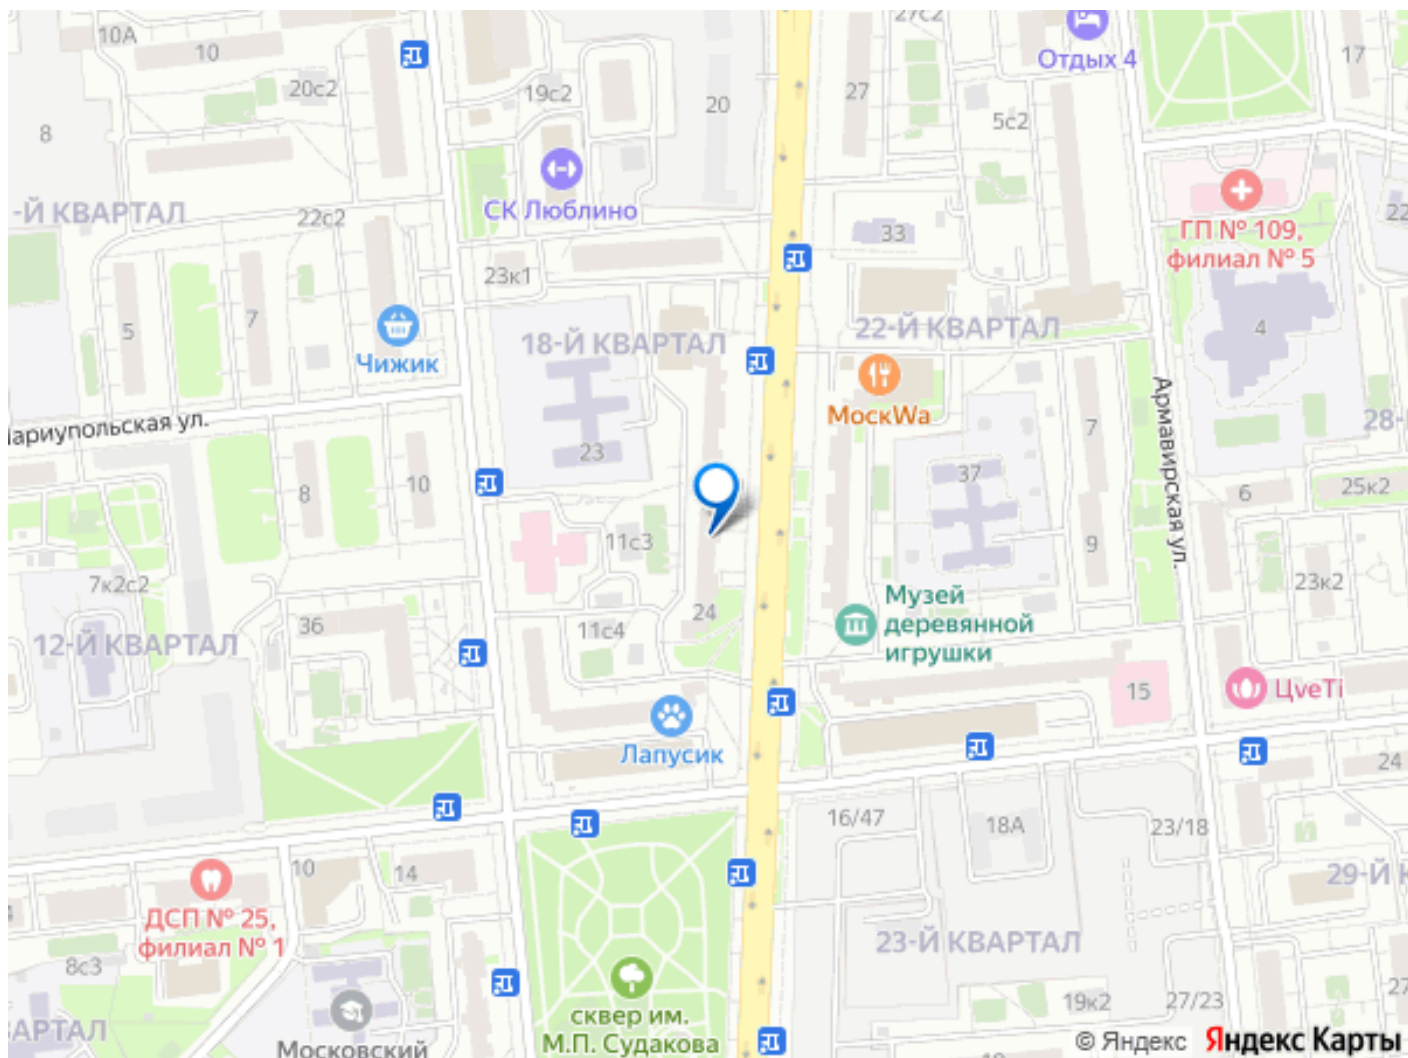 10А
10
20с2
8
19с2
20
27с2
27
Отдых 4
5с2
17
-Й КВАРТАЛ
22с2
СК Люблино
33
ГП № 109,
филиал № 5
22
23к1
5
7
Чижик
18-Й КВАРТАЛ
22-Й КВАРТАЛ
4
МоскWа
ариупольская ул.
Армавирская ул.
28-
7
23
8
10
37
6
25к2
11с3
9
7к2с2
23к2
24
Музей
деревянной
игрушки
36
12-Й КВАРТАЛ
11с4
15
ЦveTi
Лапусик
24
16/47
18А
23/18
10
14
29-Й К
ДСП № 25,
филиал № 1
23-Й КВАРТАЛ
8с3
19к2
27/23
27
сквер им.
М.П. Судакова
КВАРТАЛ
Московский
© Яндекс Яндекс Карты